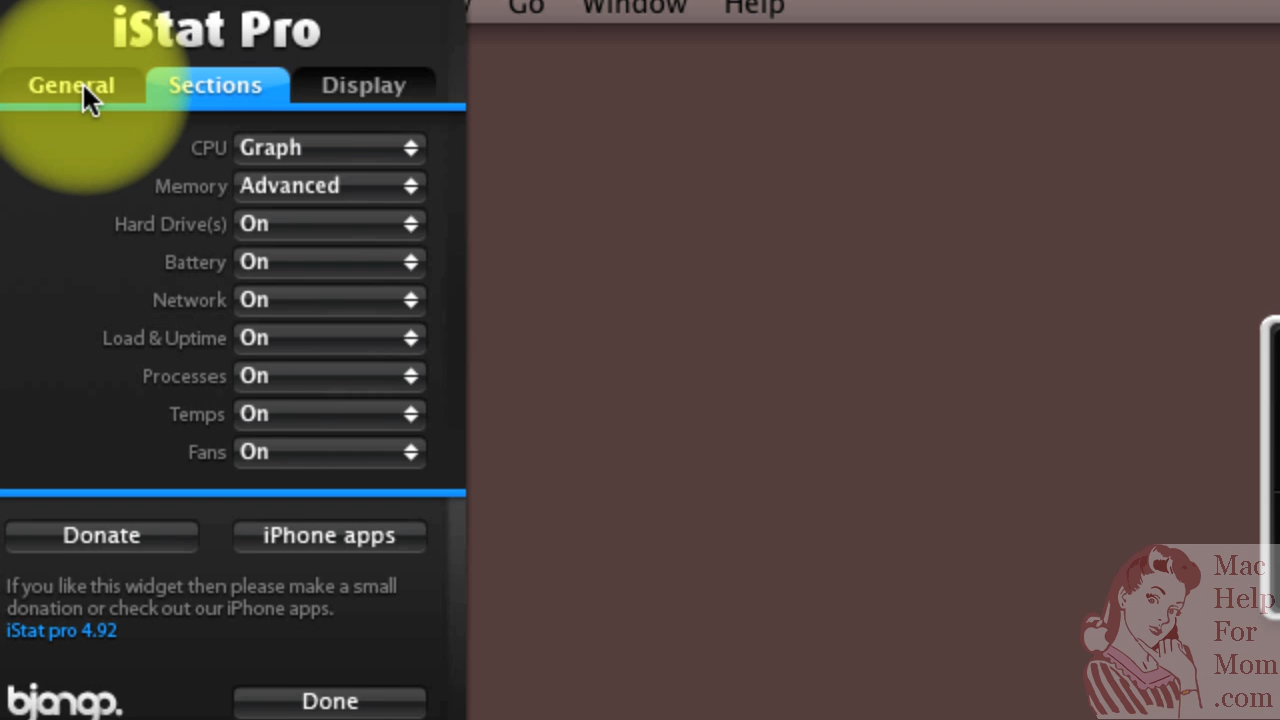 Go Window Help
iStat Pro
General Sections Display
CPU Graph
Memory Advanced
Hard Drive(s) On
Battery On
Network On
Load & Uptime On
Processes On
Temps On
Fans On
Donate iPhone apps
If you like this widget then please make a small
donation or check out our iPhone apps.
iStat pro 4.92
bjango. Done
Mac
Help
For
Mom
.com